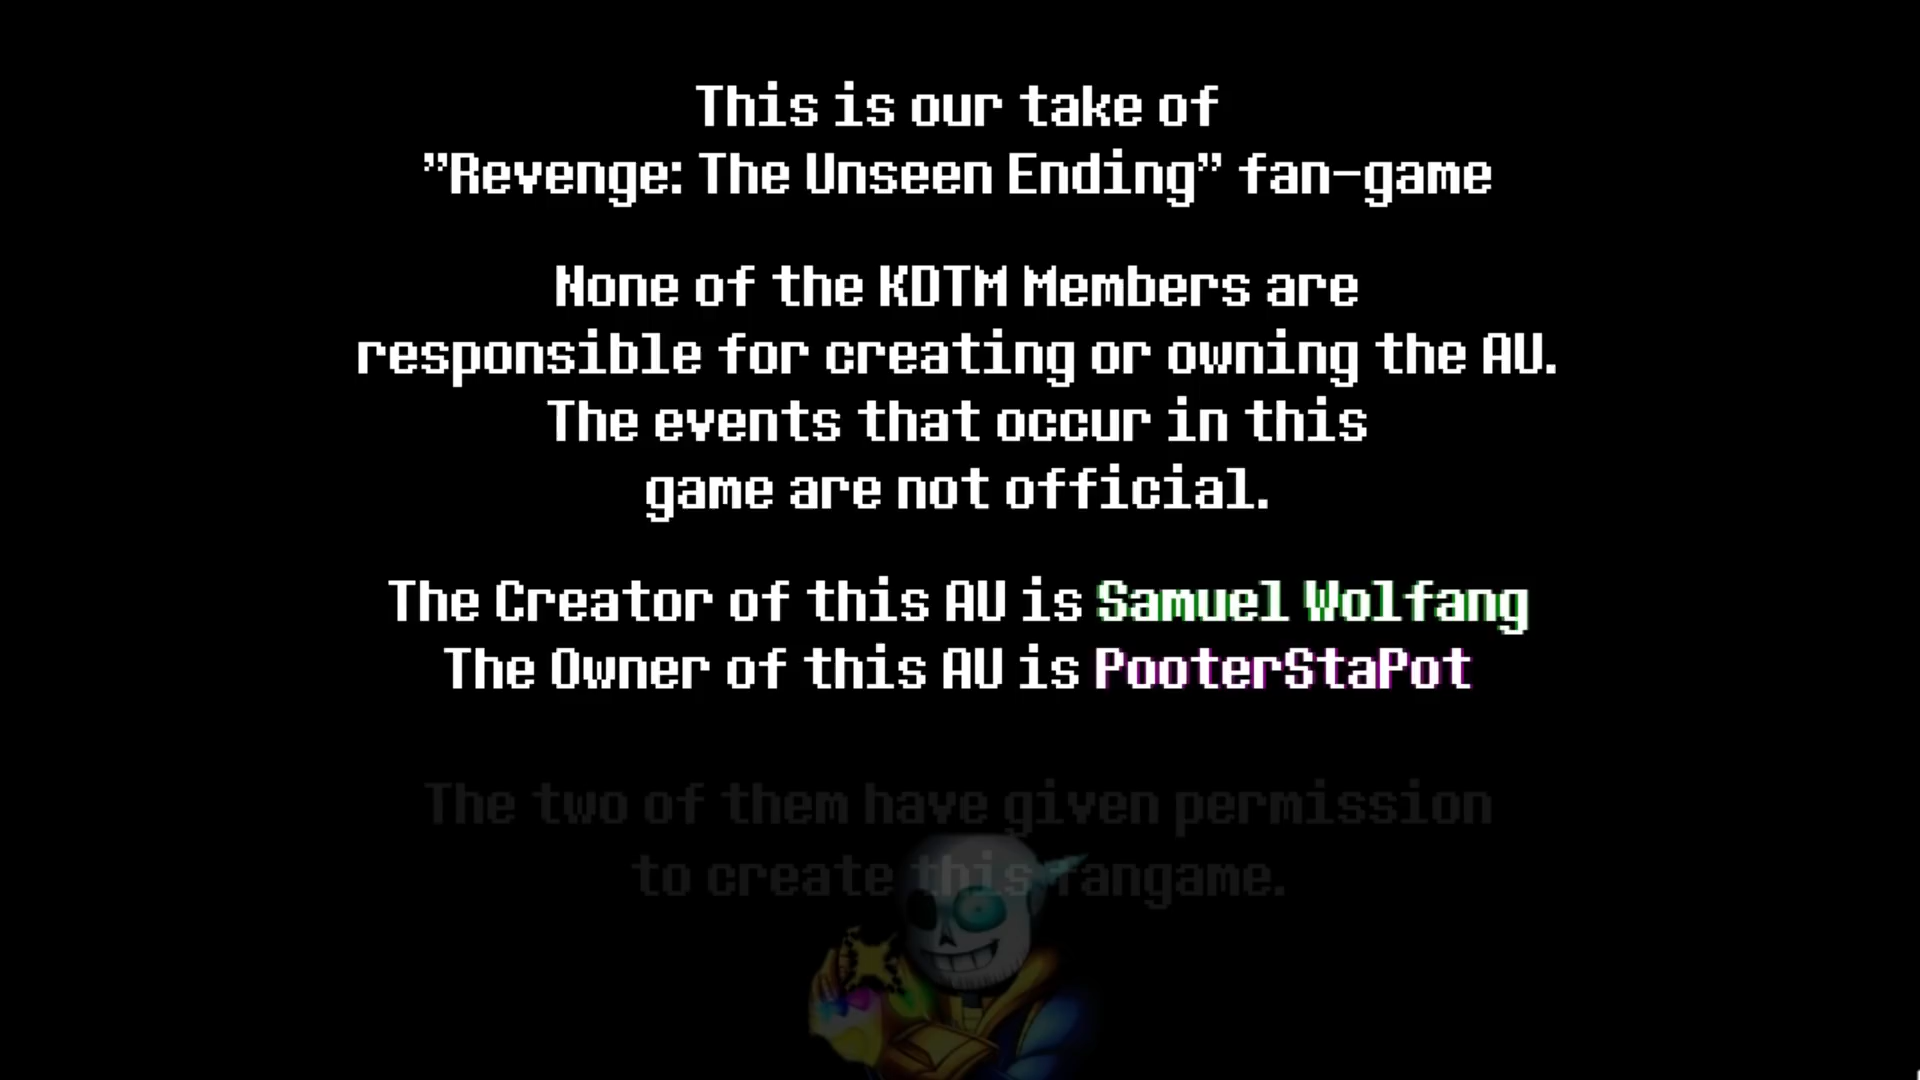 This is our take of
"Revenge: The Unseen Ending" fan-game
None of the KDTM Members are
responsible for creating or owning the AU.
The events that occur in this
game are not official.
The Creator of this AU is Samuel Wolfang
The Owner of this AU is PooterStaPot
The two of them have given permission
to create this fangame.